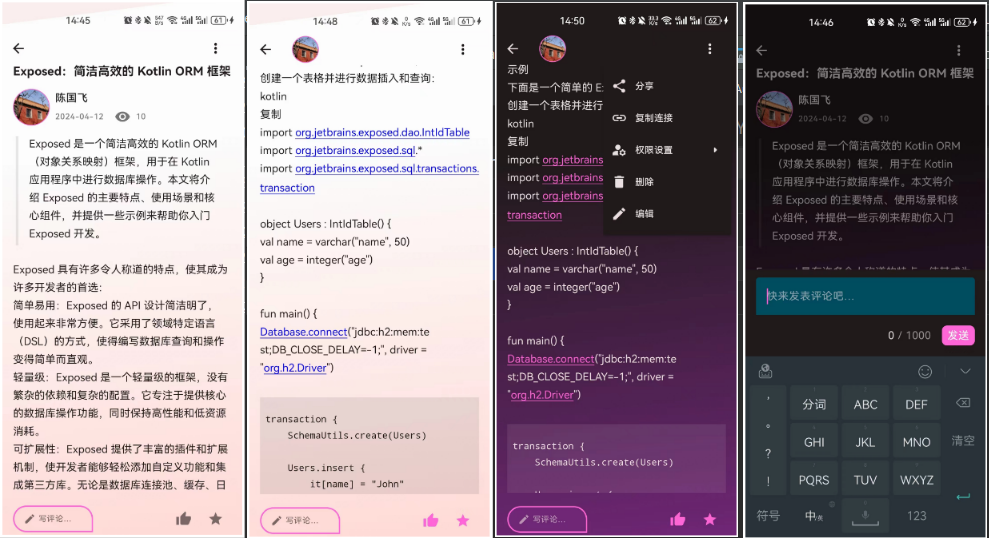 14:45
61
Exposed：简洁高效的 Kotlin ORM 框架
陈国飞
2024-04-12 10
Exposed 是一个简洁高效的 Kotlin ORM
（对象关系映射）框架，用于在 Kotlin
应用程序中进行数据库操作。本文将介
绍 Exposed 的主要特点、使用场景和核
心组件，并提供一些示例来帮助你入门
Exposed 开发。
Exposed 具有许多令人称道的特点，使其成为
许多开发者的首选：
简单易用：Exposed 的 API 设计简洁明了，
使用起来非常方便。它采用了领域特定语言
（DSL）的方式，使得编写数据库查询和操作
变得简单而直观。
轻量级：Exposed 是一个轻量级的框架，没有
繁杂的依赖和复杂的配置。它专注于提供核心
的数据库操作功能，同时保持高性能和低资源
消耗。
可扩展性：Exposed 提供了丰富的插件和扩展
机制，使开发者能够轻松添加自定义功能和集
成第三方库。无论是数据库连接池、缓存、日
写评论...
14:48
61
创建一个表格并进行数据插入和查询:
kotlin
复制
import org.jetbrains.exposed.dao.IntIdTable
import org.jetbrains.exposed.sql.*
import org.jetbrains.exposed.sql.transactions.
transaction
object Users : IntIdTable() {
val name = varchar("name", 50)
val age = integer("age")
}
fun main() {
Database.connect("jdbc:h2:mem:te
st;DB_CLOSE_DELAY=-1;", driver =
"org.h2.Driver")
transaction {
SchemaUtils.create(Users)
Users.insert {
it[name] = "John"
写评论...
14:50
62
示例
下面是一个简单的 E
创建一个表格并进行
kotlin
复制
import org.jetbrains
import org.jetbrains
import org.jetbrains
transaction
分享
复制连接
权限设置
删除
编辑
object Users : IntIdTable() {
val name = varchar("name", 50)
val age = integer("age")
}
fun main() {
Database.connect("jdbc:h2:mem:te
st;DB_CLOSE_DELAY=-1;", driver =
"org.h2.Driver")
transaction {
SchemaUtils.create(Users)
写评论...
14:46
62
Exposed：简洁高效的 Kotlin ORM 框架
陈国飞
2024-04-12 10
Exposed 是一个简洁高效的 Kotlin ORM
（对象关系映射）框架，用于在 Kotlin
应用程序中进行数据库操作。本文将介
绍 Exposed 的主要特点、使用场景和核
心组件，并提供一些示例来帮助你入门
Exposed 开发。
快来发表评论吧...
0 / 1000 发送
分词 ABC DEF
GHI JKL MNO 清空
? PQRS TUV WXYZ
!
符号 中/英 123